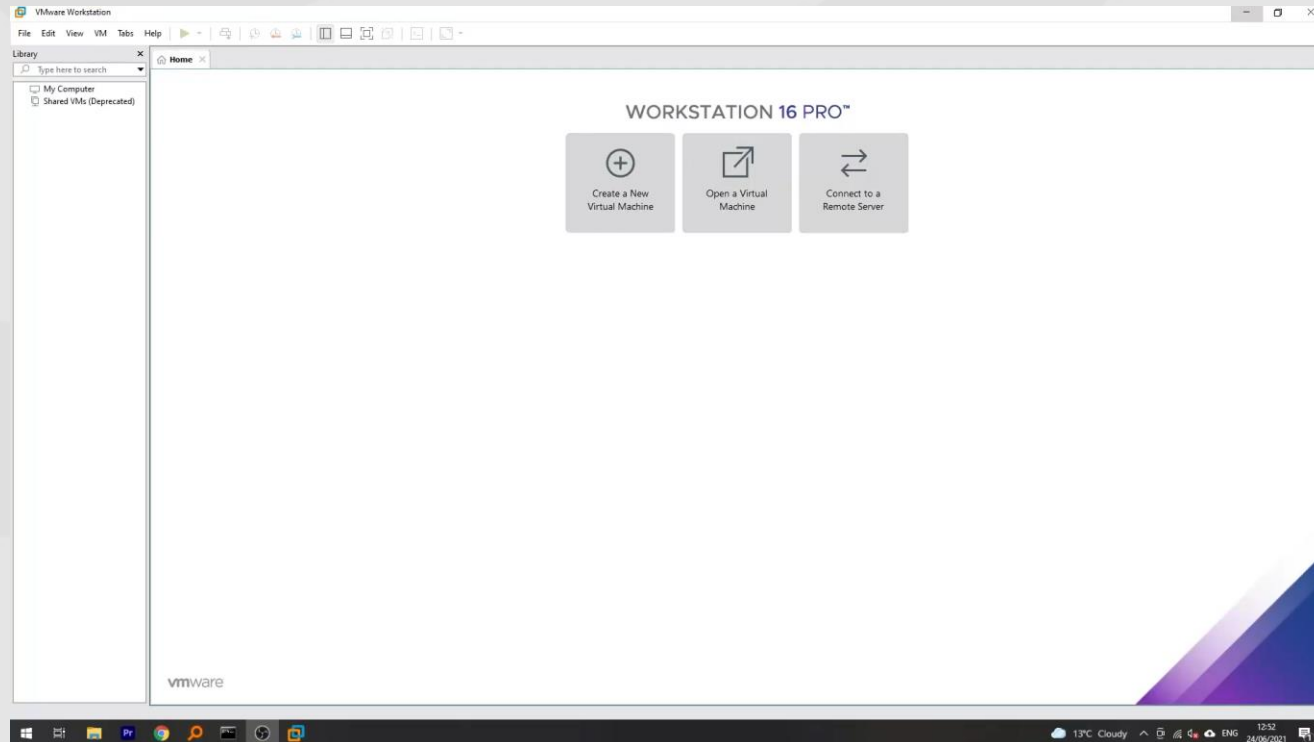 VMware Workstation
File Edit View VM Tabs Help
Library
Type here to search
Home
My Computer
Shared VMs (Deprecated)
WORKSTATION 16 PRO™
Create a New
Virtual Machine
Open a Virtual
Machine
Connect to a
Remote Server
vmware
Pr
13°C Cloudy
ENG
12:52
24/06/2021